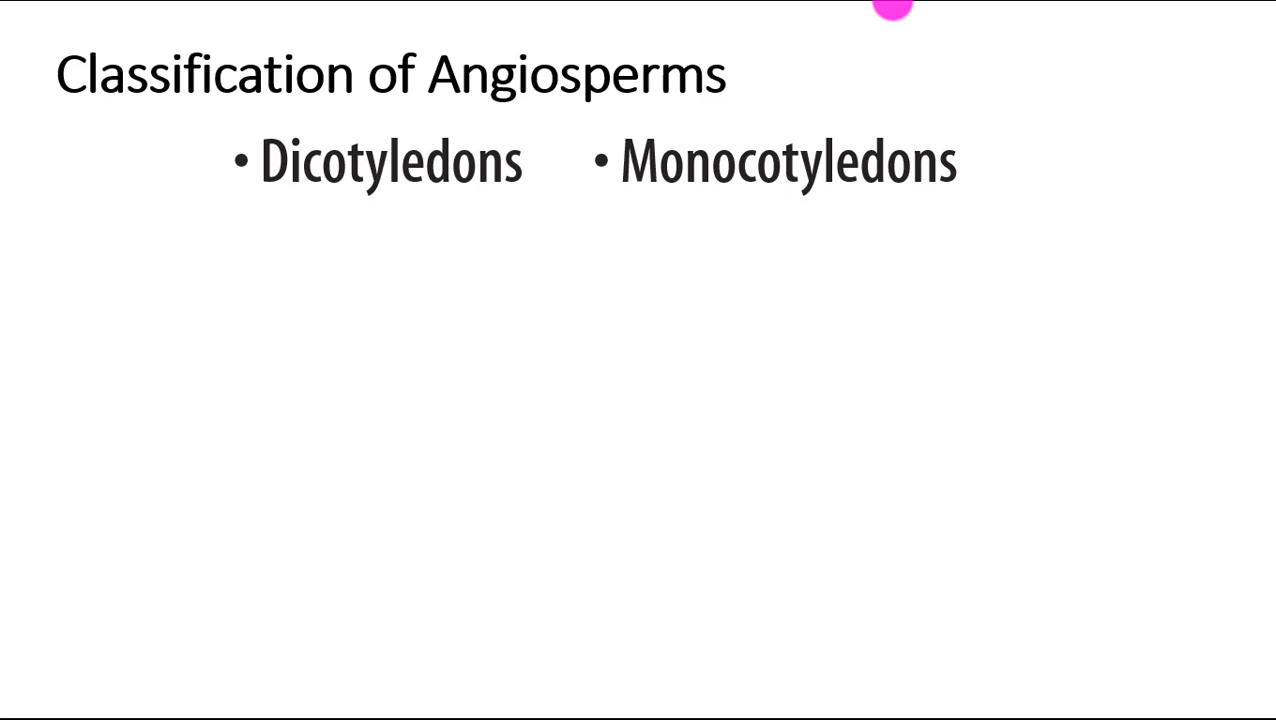 Classification of Angiosperms
• Dicotyledons • Monocotyledons